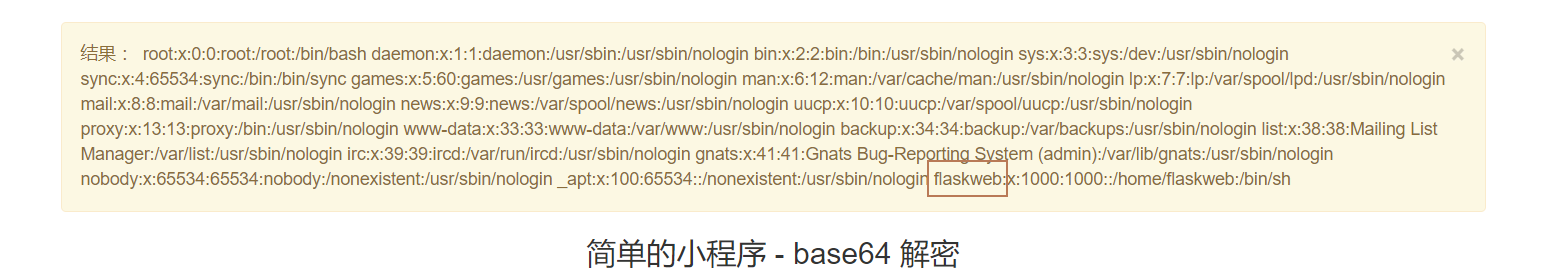 结果： root:x:0:0:root:/root:/bin/bash daemon:x:1:1:daemon:/usr/sbin:/usr/sbin/nologin bin:x:2:2:bin:/bin:/usr/sbin/nologin sys:x:3:3:sys:/dev:/usr/sbin/nologin
×
sync:x:4:65534:sync:/bin:/bin/sync games:x:5:60:games:/usr/games:/usr/sbin/nologin man:x:6:12:man:/var/cache/man:/usr/sbin/nologin lp:x:7:7:lp:/var/spool/lpd:/usr/sbin/nologin
mail:x:8:8:mail:/var/mail:/usr/sbin/nologin news:x:9:9:news:/var/spool/news:/usr/sbin/nologin uucp:x:10:10:uucp:/var/spool/uucp:/usr/sbin/nologin
proxy:x:13:13:proxy:/bin:/usr/sbin/nologin www-data:x:33:33:www-data:/var/www:/usr/sbin/nologin backup:x:34:34:backup:/var/backups:/usr/sbin/nologin list:x:38:38:Mailing List
Manager:/var/list:/usr/sbin/nologin irc:x:39:39:ircd:/var/run/ircd:/usr/sbin/nologin gnats:x:41:41:Gnats Bug-Reporting System (admin):/var/lib/gnats:/usr/sbin/nologin
nobody:x:65534:65534:nobody:/nonexistent:/usr/sbin/nologin _apt:x:100:65534::/nonexistent:/usr/sbin/nologin flaskweb:x:1000:1000::/home/flaskweb:/bin/sh
简单的小程序 - base64 解密